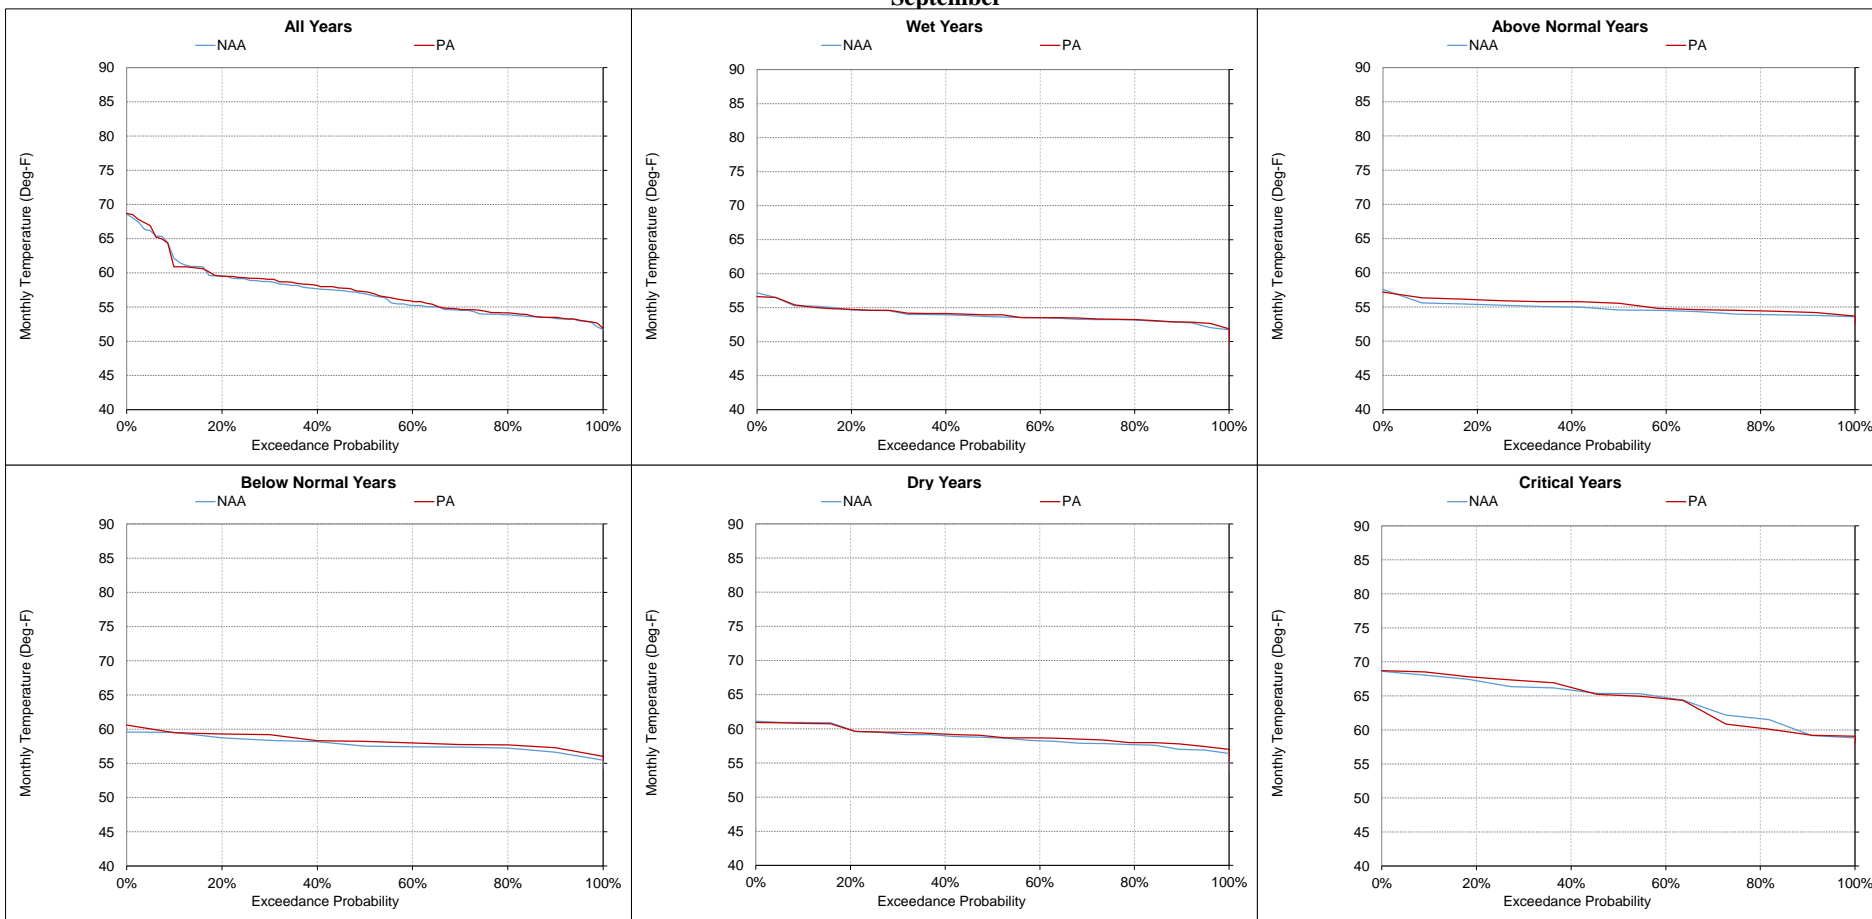 September
All Years
NAA PA
90
85
80
75
70
65
60
55
50
45
40
Monthly Temperature (Deg-F)
0% 20% 40% 60% 80% 100%
Exceedance Probability
Wet Years
NAA PA
90
85
80
75
70
65
60
55
50
45
40
Monthly Temperature (Deg-F)
0% 20% 40% 60% 80% 100%
Exceedance Probability
Above Normal Years
NAA PA
90
85
80
75
70
65
60
55
50
45
40
Monthly Temperature (Deg-F)
0% 20% 40% 60% 80% 100%
Exceedance Probability
Below Normal Years
NAA PA
90
85
80
75
70
65
60
55
50
45
40
Monthly Temperature (Deg-F)
0% 20% 40% 60% 80% 100%
Exceedance Probability
Dry Years
NAA PA
90
85
80
75
70
65
60
55
50
45
40
Monthly Temperature (Deg-F)
0% 20% 40% 60% 80% 100%
Exceedance Probability
Critical Years
NAA PA
90
85
80
75
70
65
60
55
50
45
40
Monthly Temperature (Deg-F)
0% 20% 40% 60% 80% 100%
Exceedance Probability